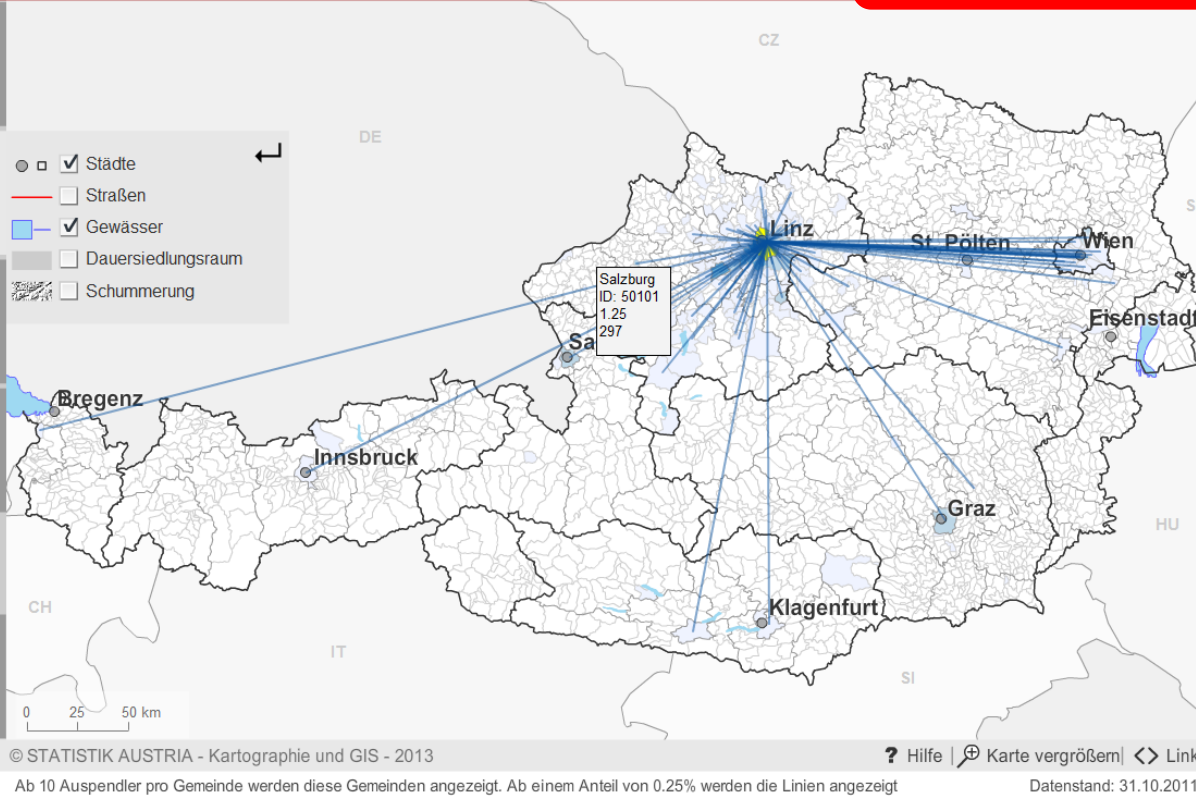 CZ
DE
Städte
Straßen
Gewässer
Dauersiedlungsraum
Schummerung
Linz
St. Pölten
Wien
Salzburg
ID: 50101
1.25
297
Sa
Eisenstadt
Bregenz
Innsbruck
Graz
HU
CH
Klagenfurt
IT
SI
0 25 50 km
© STATISTIK AUSTRIA - Kartographie und GIS - 2013
? Hilfe | Karte vergrößern| <> Link
Ab 10 Auspendler pro Gemeinde werden diese Gemeinden angezeigt. Ab einem Anteil von 0.25% werden die Linien angezeigt
Datenstand: 31.10.2011